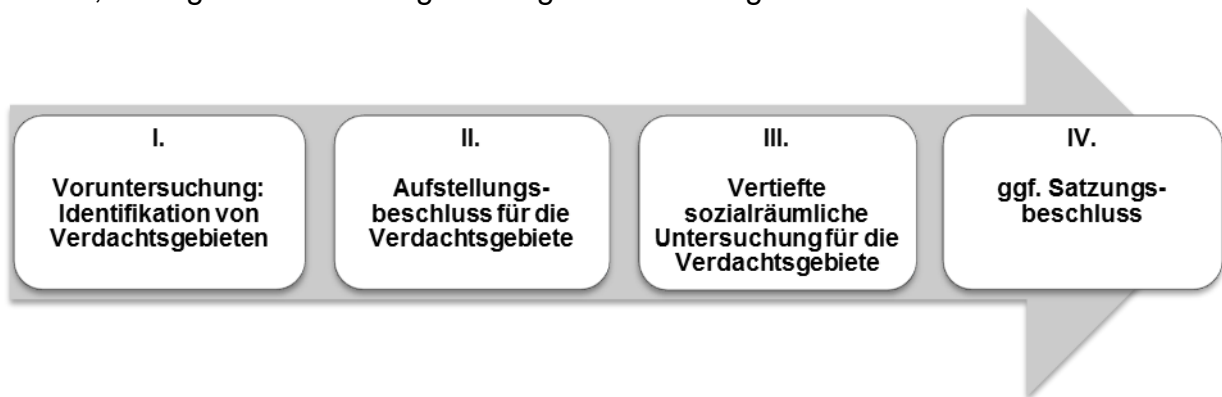 I.
Voruntersuchung:
Identifikation von
Verdachtsgebieten
II.
Aufstellungs-
beschluss für die
Verdachtsgebiete
III.
Vertiefte
sozialräumliche
Untersuchung für die
Verdachtsgebiete
IV.
ggf. Satzungs-
beschluss